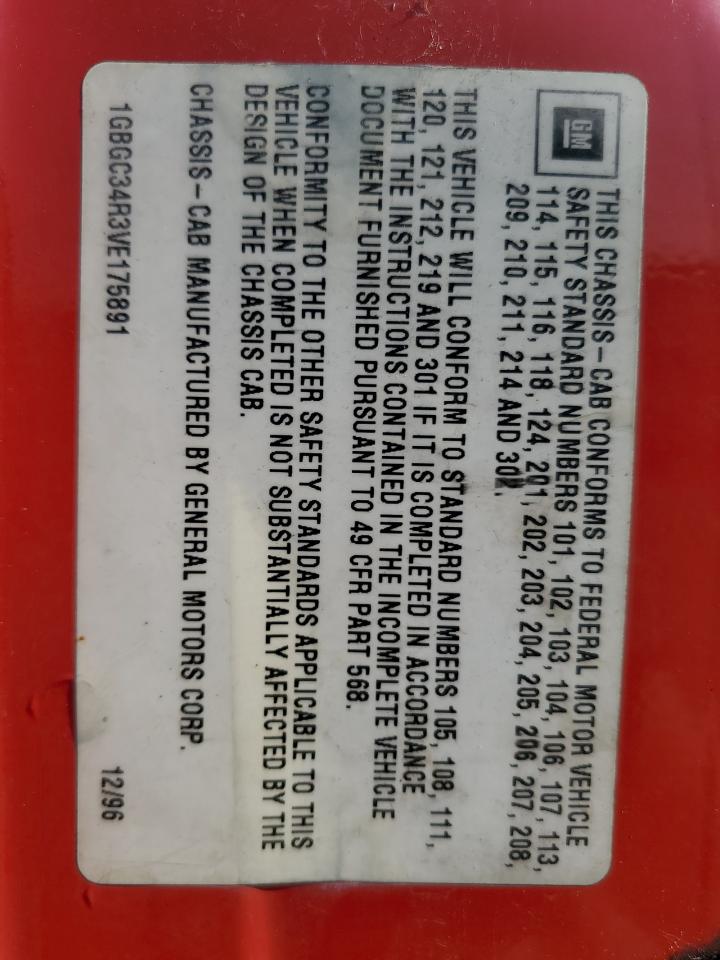 GM
THIS CHASSIS-CAB CONFORMS TO FEDERAL MOTOR VEHICLE
SAFETY STANDARD NUMBERS 101, 102, 103, 104, 106, 107, 113,
114, 115, 116, 118, 124, 201, 202, 203, 204, 205, 206, 207, 208,
209, 210, 211, 214 AND 302.
THIS VEHICLE WILL CONFORM TO STANDARD NUMBERS 105, 108, 111,
120, 121, 212, 219 AND 301 IF IT IS COMPLETED IN ACCORDANCE
WITH THE INSTRUCTIONS CONTAINED IN THE INCOMPLETE VEHICLE
DOCUMENT FURNISHED PURSUANT TO 49 CFR PART 568.
CONFORMITY TO THE OTHER SAFETY STANDARDS APPLICABLE TO THIS
VEHICLE WHEN COMPLETED IS NOT SUBSTANTIALLY AFFECTED BY THE
DESIGN OF THE CHASSIS CAB.
CHASSIS-CAB MANUFACTURED BY GENERAL MOTORS CORP.
1GBGC34R3VE175891 12/96